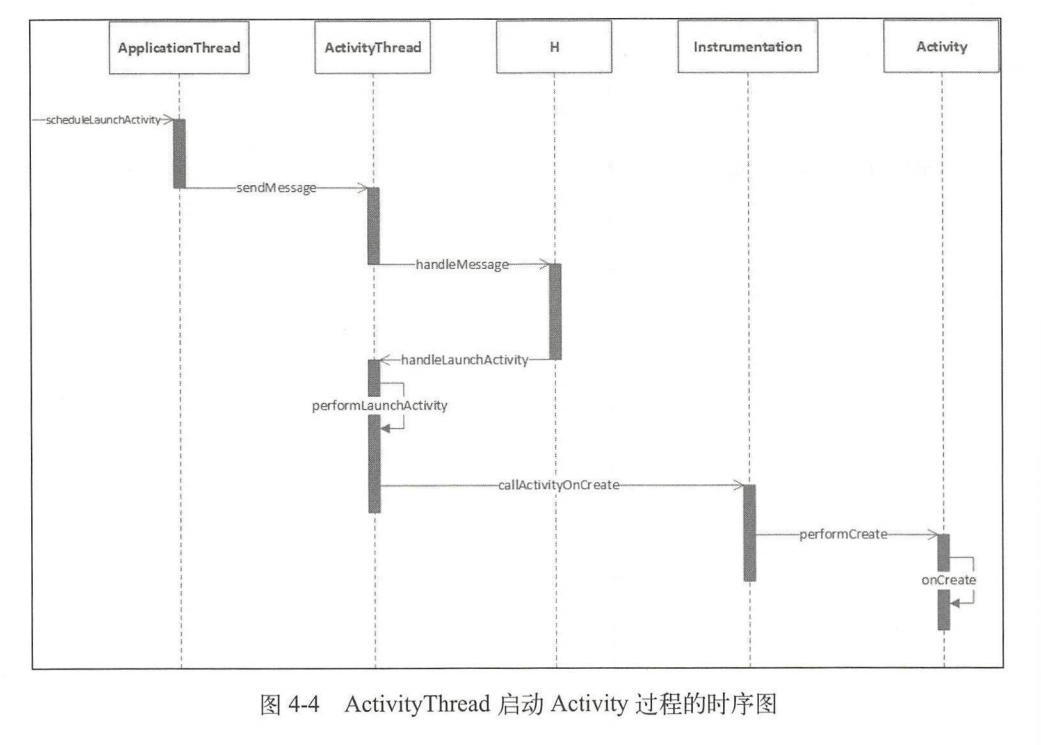 ApplicationThread
ActivityThread
H
Instrumentation
Activity
scheduleLaunchActivity
sendMessage
handleMessage
handleLaunchActivity
performLaunchActivity
callActivityOnCreate
performCreate
onCreate
图 4-4 ActivityThread 启动 Activity 过程的时序图